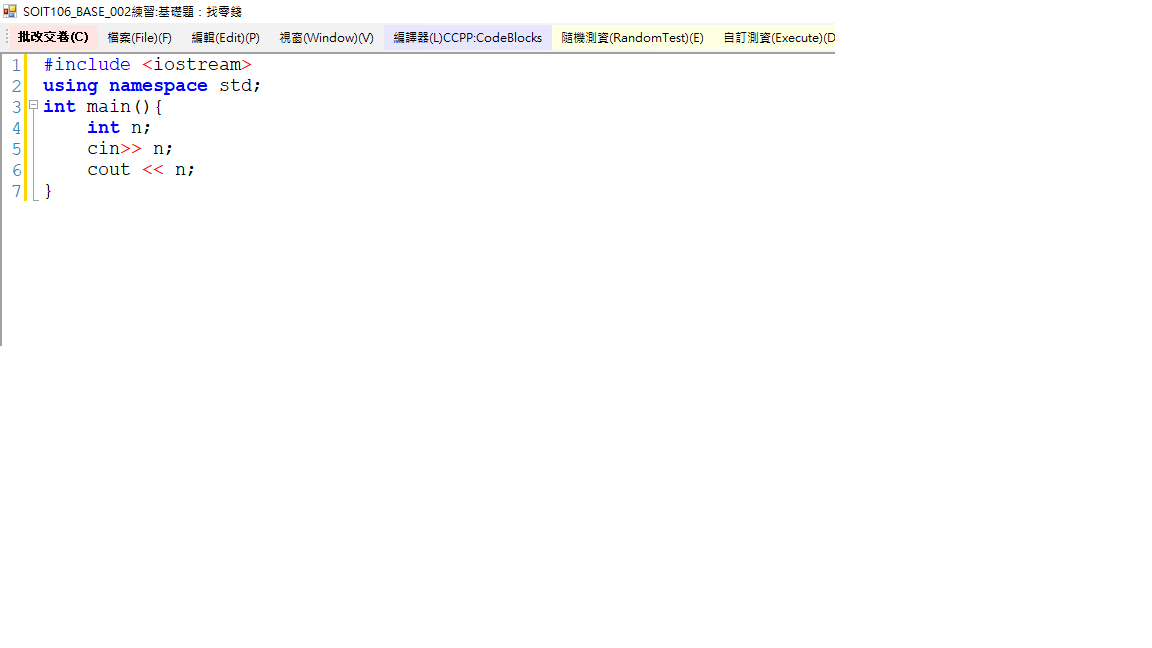 SOIT106_BASE_002練習:基礎題：找零錢
批改交卷(C) 檔案(File)(F) 編輯(Edit)(P) 視窗(Window)(V) 編譯器(L)CCPP:CodeBlocks 隨機測資(RandomTest)(E) 自訂測資(Execute)(D
1 #include <iostream>
2 using namespace std;
3 int main(){
4 int n;
5 cin>> n;
6 cout << n;
7 }